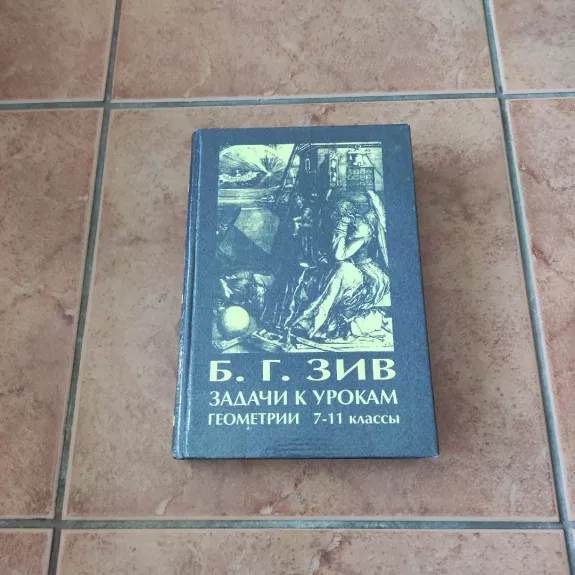 Б. Г. ЗИВ
ЗАДАЧИ К УРОКАМ
ГЕОМЕТРИИ 7-11 классы